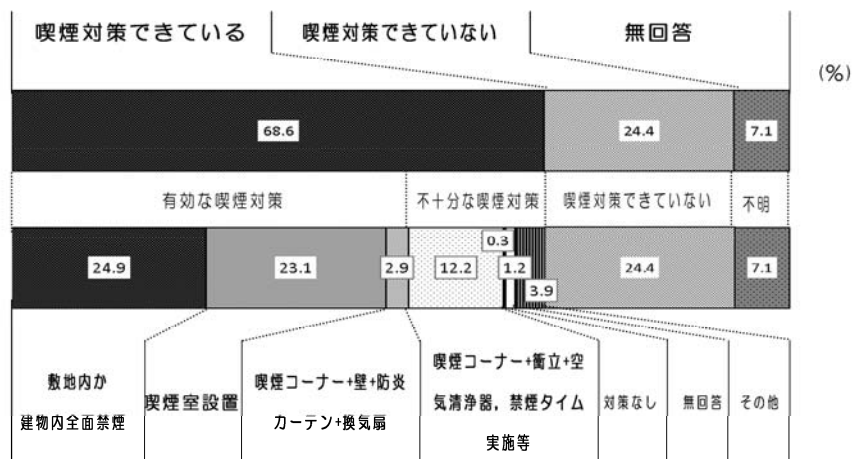 喫煙対策できている 喫煙対策できていない 無回答
(%)
68.6 24.4 7.1
有効な喫煙対策 不十分な喫煙対策 喫煙対策できていない 不明
24.9 23.1 2.9 12.2 0.3 1.2 3.9 24.4 7.1
敷地内か
建物内全面禁煙
喫煙室設置
喫煙コーナー+壁+防炎
カーテン+換気扇
喫煙コーナー+衝立+空
気清浄器，禁煙タイム
実施等
対策なし
無回答
その他